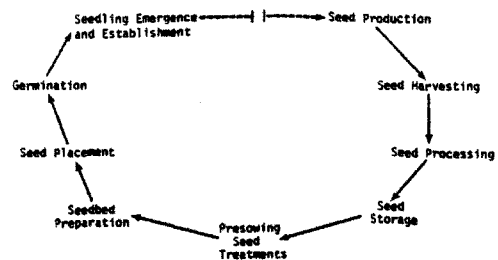 Seedling Emergence
and Establishment
Seed Production
Germination
Seed Harvesting
Seed Placement
Seed Processing
Seedbed
Preparation
Seed
Storage
Presowing
Seed
Treatments